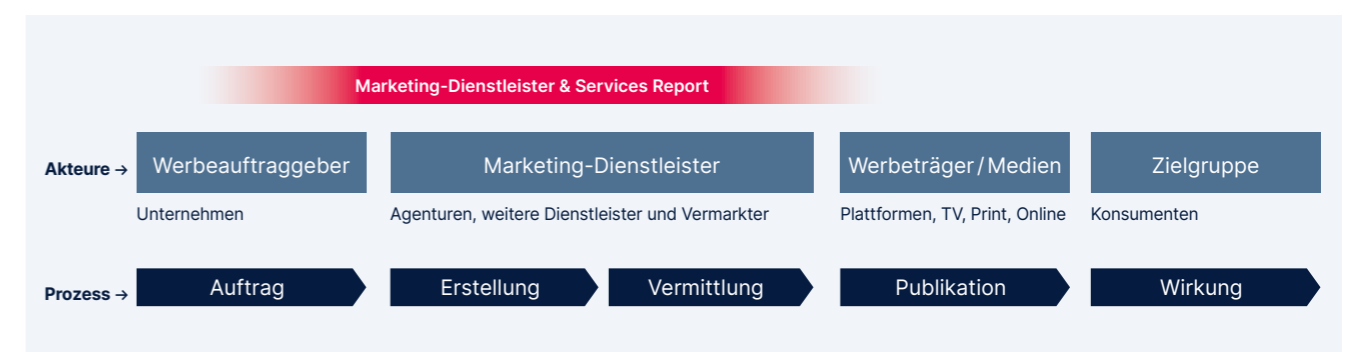 Marketing-Dienstleister & Services Report
Akteure →
Werbeauftraggeber
Marketing-Dienstleister
Werbeträger / Medien
Zielgruppe
Unternehmen
Agenturen, weitere Dienstleister und Vermarkter
Plattformen, TV, Print, Online
Konsumenten
Prozess →
Auftrag
Erstellung
Vermittlung
Publikation
Wirkung